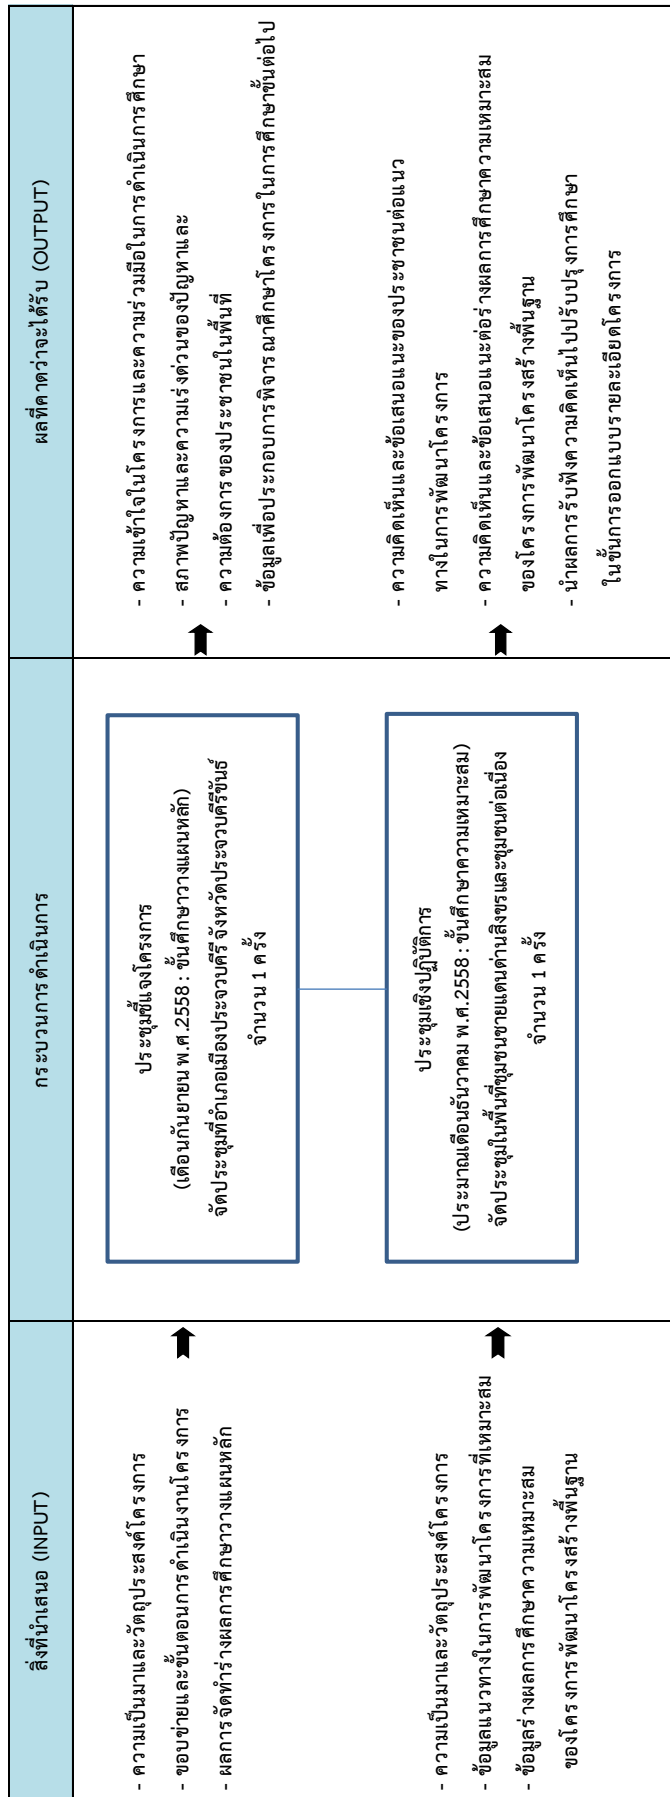 สิ่งที่นำเสนอ (INPUT)
กระบวนการดำเนินการ
ผลที่คาดว่าจะได้รับ (OUTPUT)
- ความเป็นมาและวัตถุประสงค์โครงการ
- ขอบข่ายและขั้นตอนการดำเนินงานโครงการ
- ผลการจัดทำร่างผลการศึกษาวางแผนหลัก
ประชุมชี้แจงโครงการ
(เดือนกันยายน พ.ศ.2558 : ขั้นศึกษาวางแผนหลัก)
จัดประชุมที่อำเภอเมืองประจวบคีรี จังหวัดประจวบคีรีขันธ์
จำนวน 1 ครั้ง
- ความเข้าใจในโครงการและความร่วมมือในการดำเนินการศึกษา
- สภาพปัญหาและความเร่งด่วนของปัญหาและ
- ความต้องการของประชาชนในพื้นที่
- ข้อมูลเพื่อประกอบการพิจารณาศึกษาโครงการในการศึกษาขั้นต่อไป
- ความเป็นมาและวัตถุประสงค์โครงการ
- ข้อมูลแนวทางในการพัฒนาโครงการที่เหมาะสม
- ข้อมูลร่างผลการศึกษาความเหมาะสม
ของโครงการพัฒนาโครงสร้างพื้นฐาน
ประชุมเชิงปฏิบัติการ
(ประมาณเดือนธันวาคม พ.ศ.2558 : ขั้นศึกษาความเหมาะสม)
จัดประชุมในพื้นที่ชุมชนชายแดนด่านสิงขรและชุมชนต่อเนื่อง
จำนวน 1 ครั้ง
- ความคิดเห็นและข้อเสนอแนะของประชาชนต่อแนว
ทางในการพัฒนาโครงการ
- ความคิดเห็นและข้อเสนอแนะต่อร่างผลการศึกษาความเหมาะสม
ของโครงการพัฒนาโครงสร้างพื้นฐาน
- นำผลการรับฟังความคิดเห็นไปปรับปรุงการศึกษา
ในขั้นการออกแบบรายละเอียดโครงการ